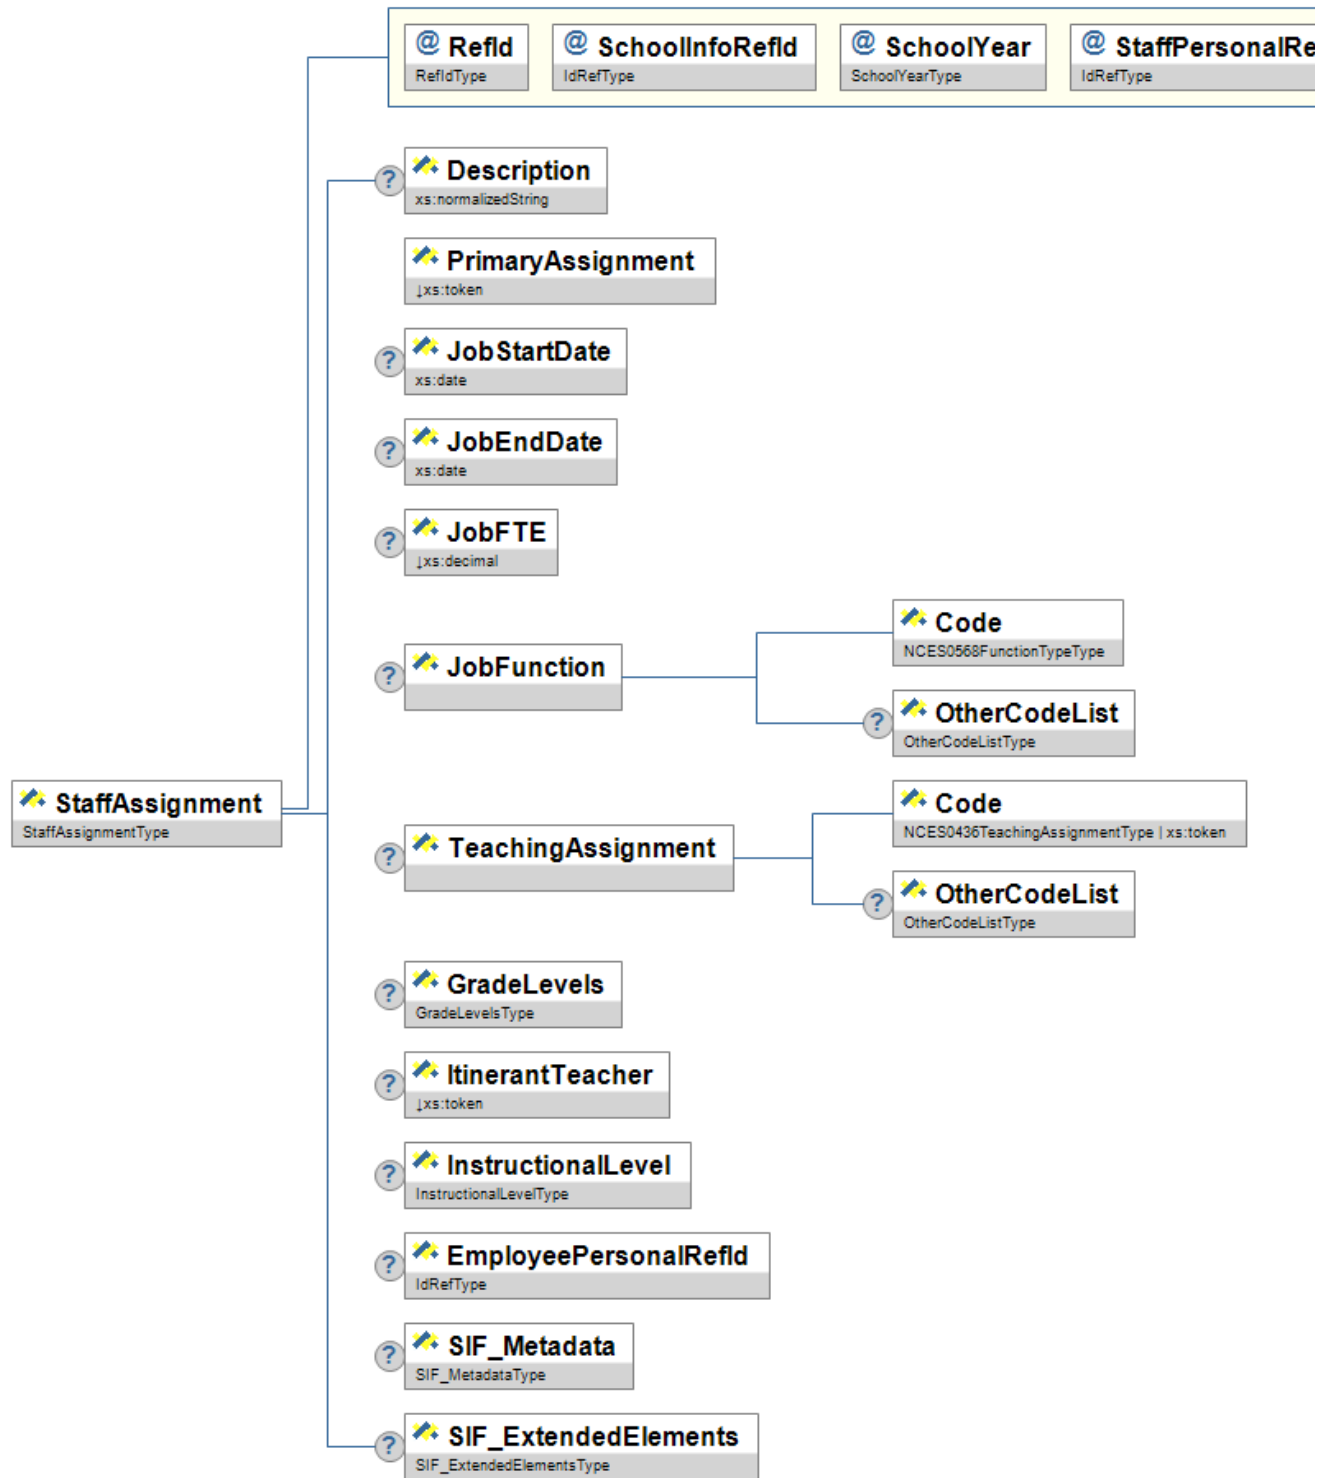 @ RefId
RefIdType
@ SchoolInfoRefId
IdRefType
@ SchoolYear
SchoolYearType
@ StaffPersonalRe
IdRefType
? Description
xs:normalizedString
PrimaryAssignment
↓xs:token
? JobStartDate
xs:date
? JobEndDate
xs:date
? JobFTE
↓xs:decimal
? JobFunction
Code
NCES0568FunctionTypeType
? OtherCodeList
OtherCodeListType
StaffAssignment
StaffAssignmentType
? TeachingAssignment
Code
NCES0436TeachingAssignmentType | xs:token
? OtherCodeList
OtherCodeListType
? GradeLevels
GradeLevelsType
? ItinerantTeacher
↓xs:token
? InstructionalLevel
InstructionalLevelType
? EmployeePersonalRefId
IdRefType
? SIF_Metadata
SIF_MetadataType
? SIF_ExtendedElements
SIF_ExtendedElementsType